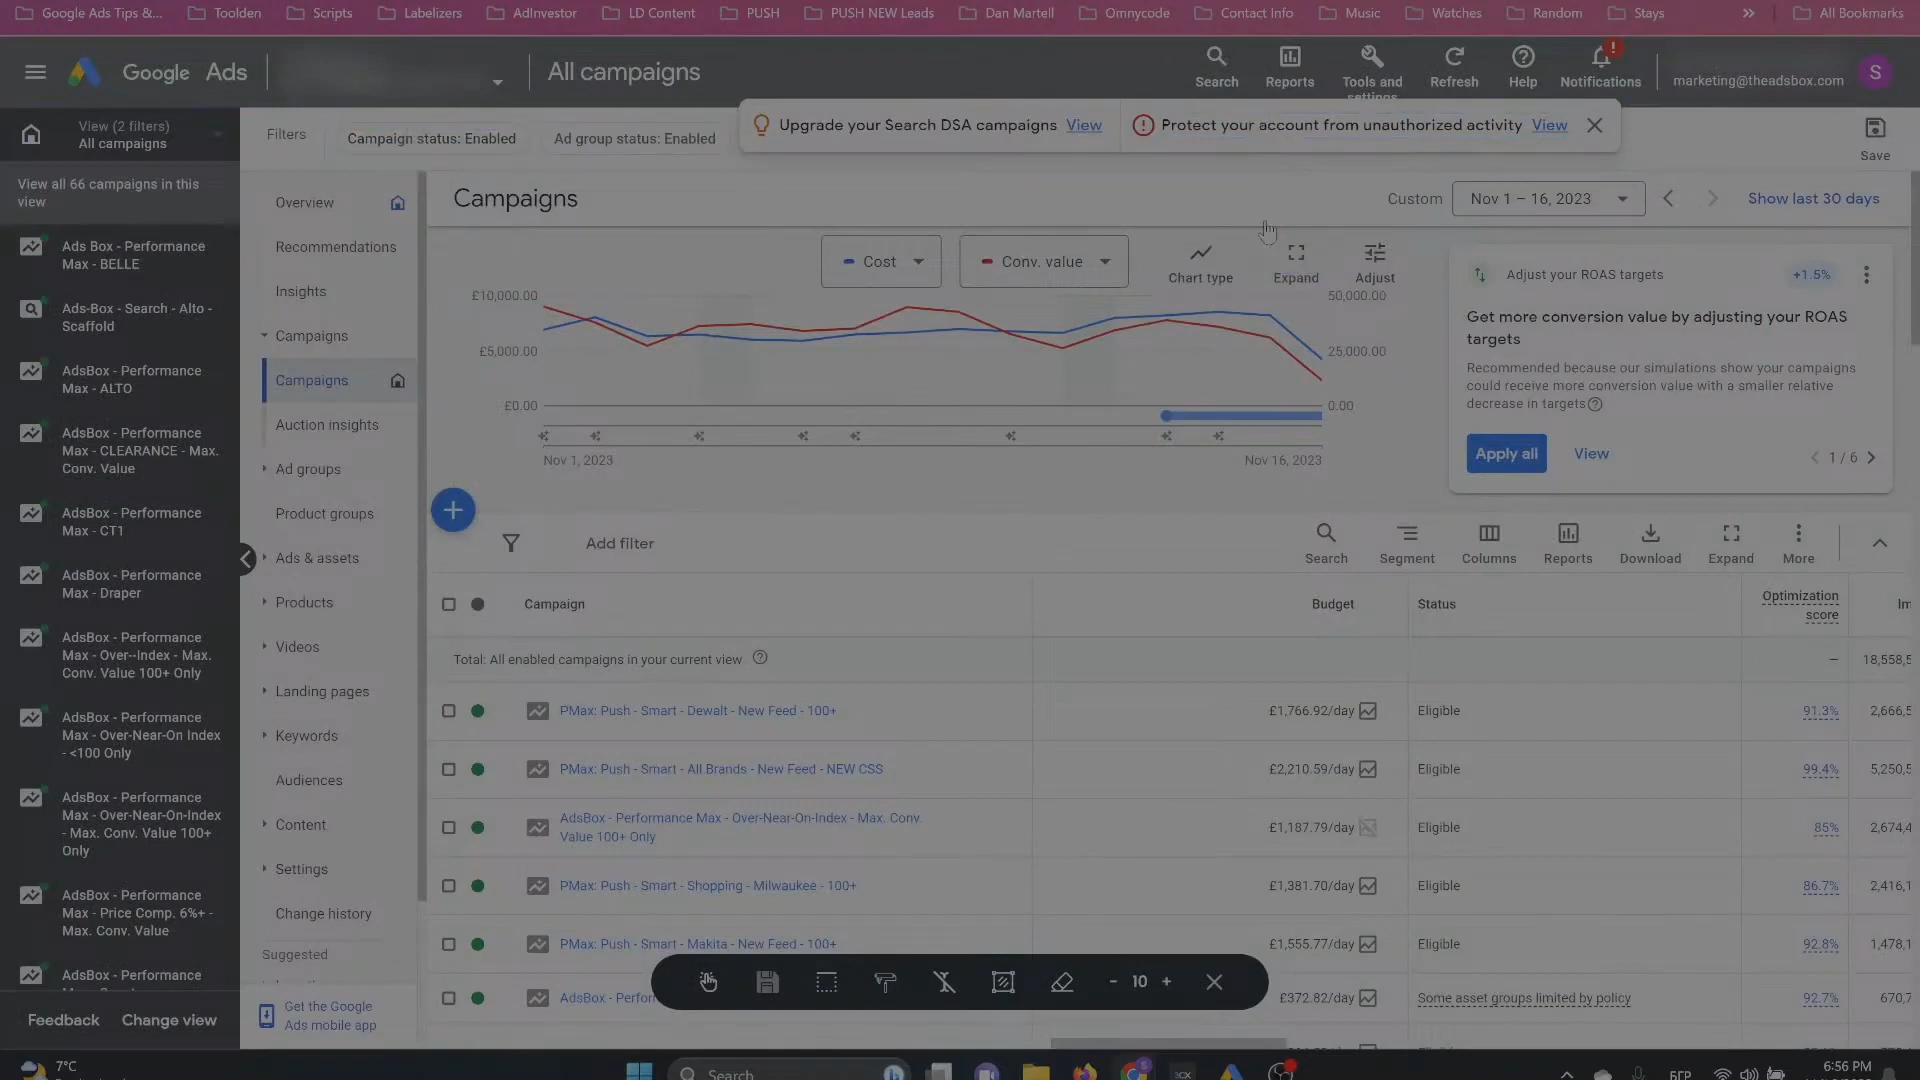 Google Ads Tips &...
Toolden
Scripts
Labelizers
AdInvestor
LD Content
PUSH
PUSH NEW Leads
Dan Martell
Omnycode
Contact Info
Music
Watches
Random
Stays
All Bookmarks
Google Ads
All campaigns
Search
Reports
Tools and
settings
Refresh
Help
Notifications
marketing@theadsbox.com
S
View (2 filters)
All campaigns
Filters
Campaign status: Enabled
Ad group status: Enabled
Upgrade your Search DSA campaigns View
Protect your account from unauthorized activity View
Save
View all 66 campaigns in this
view
Ads Box - Performance
Max - BELLE
Ads-Box - Search - Alto -
Scaffold
AdsBox - Performance
Max - ALTO
AdsBox - Performance
Max - CLEARANCE - Max.
Conv. Value
AdsBox - Performance
Max - CT1
AdsBox - Performance
Max - Draper
AdsBox - Performance
Max - Over--Index - Max.
Conv. Value 100+ Only
AdsBox - Performance
Max - Over-Near-On Index
- <100 Only
AdsBox - Performance
Max - Over-Near-On-Index
- Max. Conv. Value 100+
Only
AdsBox - Performance
Max - Price Comp. 6%+ -
Max. Conv. Value
AdsBox - Performance
Feedback
Change view
Overview
Recommendations
Insights
Campaigns
Campaigns
Auction insights
Ad groups
Product groups
Ads & assets
Products
Videos
Landing pages
Keywords
Audiences
Content
Settings
Change history
Suggested
Get the Google
Ads mobile app
Campaigns
Custom
Nov 1 – 16, 2023
Show last 30 days
Cost
Conv. value
Chart type
Expand
Adjust
£10,000.00
£5,000.00
£0.00
50,000.00
25,000.00
0.00
Nov 1, 2023
Nov 16, 2023
Adjust your ROAS targets
+1.5%
Get more conversion value by adjusting your ROAS
targets
Recommended because our simulations show your campaigns
could receive more conversion value with a smaller relative
decrease in targets
Apply all
View
1 / 6
Add filter
Search
Segment
Columns
Reports
Download
Expand
More
Campaign
Budget
Status
Optimization
score
Im
Total: All enabled campaigns in your current view
–
18,558,5
PMax: Push - Smart - Dewalt - New Feed - 100+
£1,766.92/day
Eligible
91.3%
2,666,5
PMax: Push - Smart - All Brands - New Feed - NEW CSS
£2,210.59/day
Eligible
99.4%
5,250,5
AdsBox - Performance Max - Over-Near-On-Index - Max. Conv.
Value 100+ Only
£1,187.79/day
Eligible
85%
2,674,4
PMax: Push - Smart - Shopping - Milwaukee - 100+
£1,381.70/day
Eligible
86.7%
2,416,1
PMax: Push - Smart - Makita - New Feed - 100+
£1,555.77/day
Eligible
92.8%
1,478,1
AdsBox - Perfor
£372.82/day
Some asset groups limited by policy
92.7%
670,7
- 10 +
7°C
Search
БГР
6:56 PM